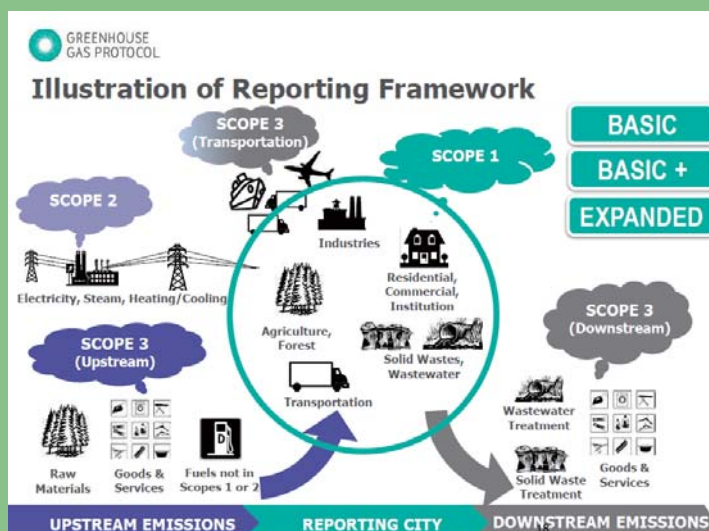 GREENHOUSE
GAS PROTOCOL
Illustration of Reporting Framework
SCOPE 3
(Transportation)
SCOPE 1
BASIC
BASIC +
EXPANDED
SCOPE 2
Industries
Electricity, Steam, Heating/Cooling
Residential,
Commercial,
Institution
Agriculture,
Forest
SCOPE 3
(Upstream)
SCOPE 3
(Downstream)
Solid Wastes,
Wastewater
Transportation
D
Raw
Materials
Goods &
Services
Fuels not in
Scopes 1 or 2
Wastewater
Treatment
Solid Waste
Treatment
Goods &
Services
UPSTREAM EMISSIONS
REPORTING CITY
DOWNSTREAM EMISSIONS